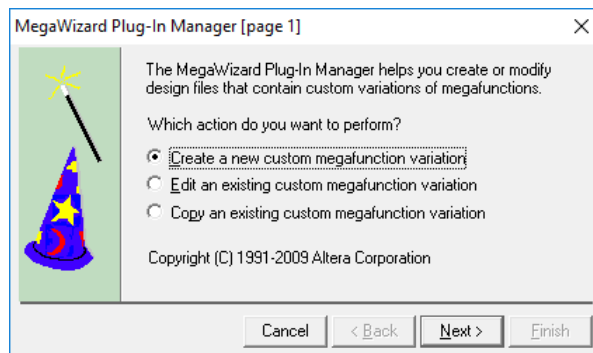 MegaWizard Plug-In Manager [page 1]
The MegaWizard Plug-In Manager helps you create or modify
design files that contain custom variations of megafunctions.
Which action do you want to perform?
Create a new custom megafunction variation
Edit an existing custom megafunction variation
Copy an existing custom megafunction variation
Copyright (C) 1991-2009 Altera Corporation
Cancel < Back Next > Finish